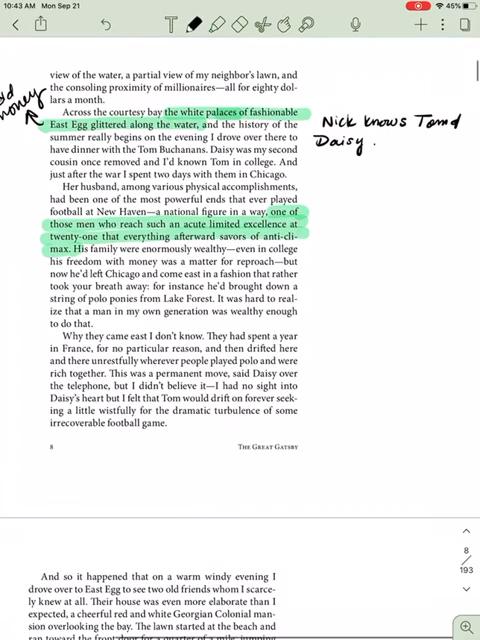 10:43 AM Mon Sep 21
45%
view of the water, a partial view of my neighbor's lawn, and
the consoling proximity of millionaires—all for eighty dol-
lars a month.
money
Across the courtesy bay the white palaces of fashionable
East Egg glittered along the water, and the history of the
summer really begins on the evening I drove over there to
have dinner with the Tom Buchanans. Daisy was my second
cousin once removed and I'd known Tom in college. And
just after the war I spent two days with them in Chicago.
Nick knows Tom &
Daisy.
Her husband, among various physical accomplishments,
had been one of the most powerful ends that ever played
football at New Haven—a national figure in a way, one of
those men who reach such an acute limited excellence at
twenty-one that everything afterward savors of anti-cli-
max. His family were enormously wealthy—even in college
his freedom with money was a matter for reproach—but
now he'd left Chicago and come east in a fashion that rather
took your breath away: for instance he'd brought down a
string of polo ponies from Lake Forest. It was hard to real-
ize that a man in my own generation was wealthy enough
to do that.
Why they came east I don't know. They had spent a year
in France, for no particular reason, and then drifted here
and there unrestfully wherever people played polo and were
rich together. This was a permanent move, said Daisy over
the telephone, but I didn't believe it—I had no sight into
Daisy's heart but I felt that Tom would drift on forever seek-
ing a little wistfully for the dramatic turbulence of some
irrecoverable football game.
8 The Great Gatsby
8
193
And so it happened that on a warm windy evening I
drove over to East Egg to see two old friends whom I scarce-
ly knew at all. Their house was even more elaborate than I
expected, a cheerful red and white Georgian Colonial man-
sion overlooking the bay. The lawn started at the beach and
ran toward the front door for a quarter of a mile, jumping